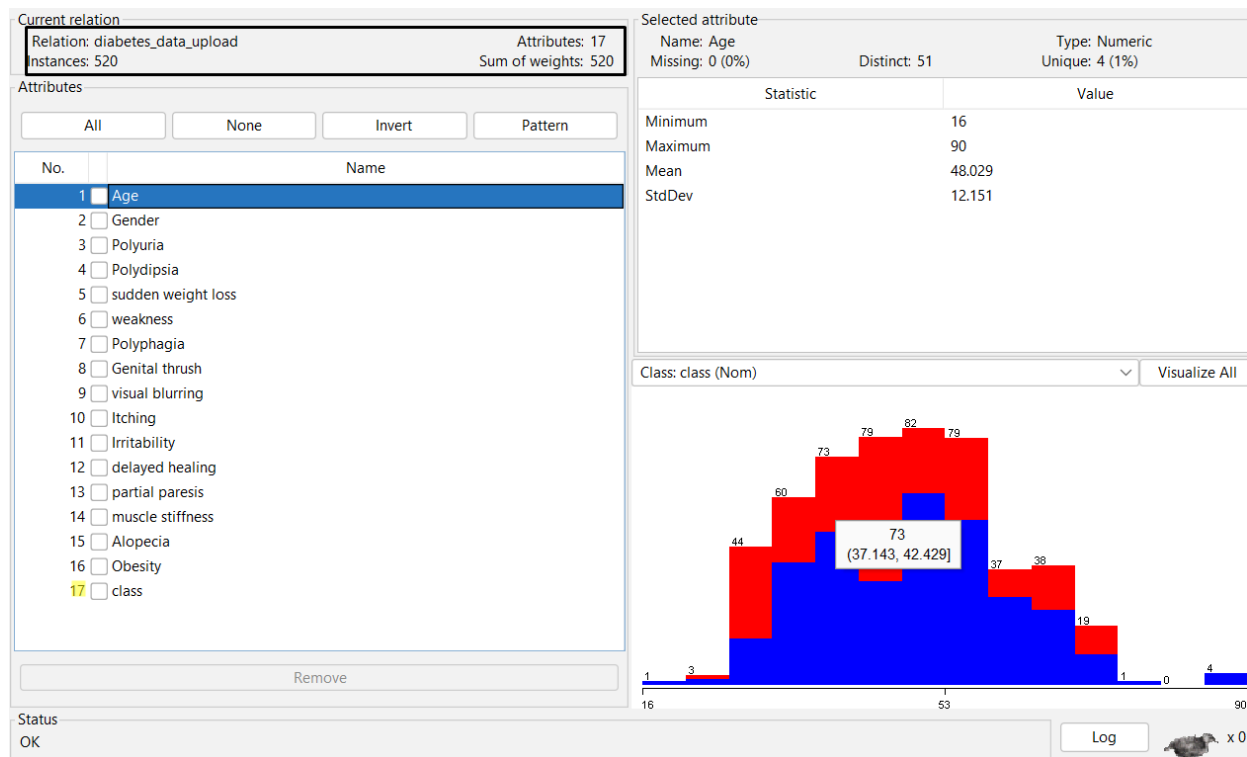 Current relation
Relation: diabetes_data_upload Attributes: 17
Instances: 520 Sum of weights: 520
Attributes
All None Invert Pattern
No. Name
1 Age
2 Gender
3 Polyuria
4 Polydipsia
5 sudden weight loss
6 weakness
7 Polyphagia
8 Genital thrush
9 visual blurring
10 Itching
11 Irritability
12 delayed healing
13 partial paresis
14 muscle stiffness
15 Alopecia
16 Obesity
17 class
Remove
Selected attribute
Name: Age Type: Numeric
Missing: 0 (0%) Distinct: 51 Unique: 4 (1%)
Statistic Value
Minimum 16
Maximum 90
Mean 48.029
StdDev 12.151
Class: class (Nom) Visualize All
1 3 44 60 73 79 82 79 37 38 19 1 0 4
73
(37.143, 42.429]
16 53 90
Status
OK
Log x 0